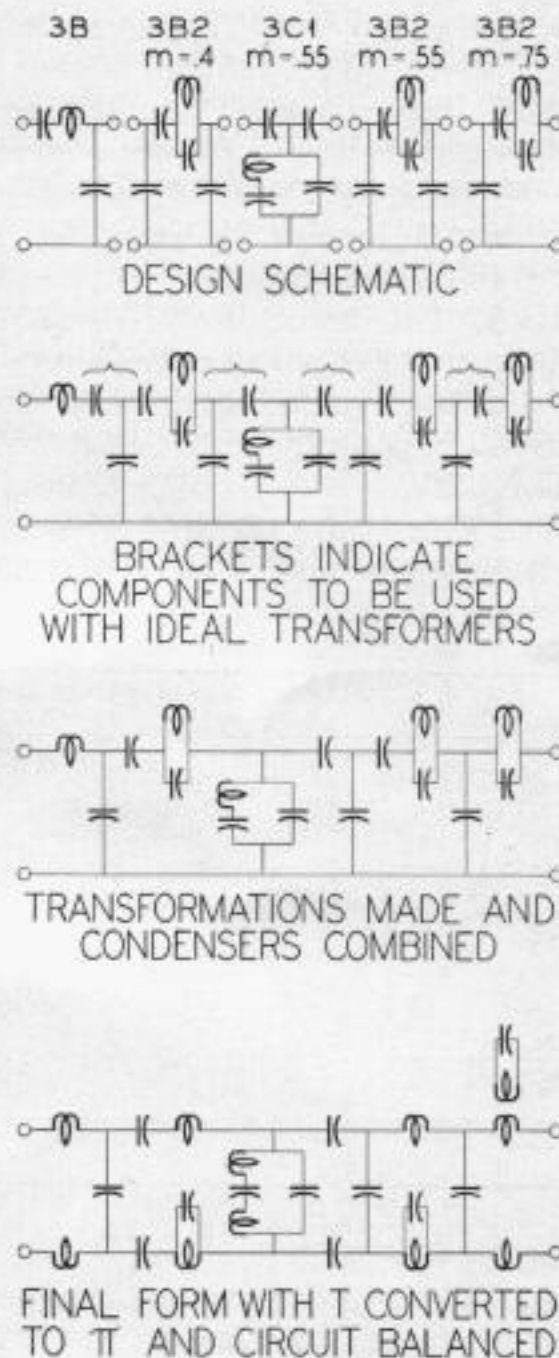 3B 3B2 3C1 3B2 3B2
m=.4 m=.55 m=.55 m=.75
DESIGN SCHEMATIC
BRACKETS INDICATE
COMPONENTS TO BE USED
WITH IDEAL TRANSFORMERS
TRANSFORMATIONS MADE AND
CONDENSERS COMBINED
FINAL FORM WITH T CONVERTED
TO π AND CIRCUIT BALANCED